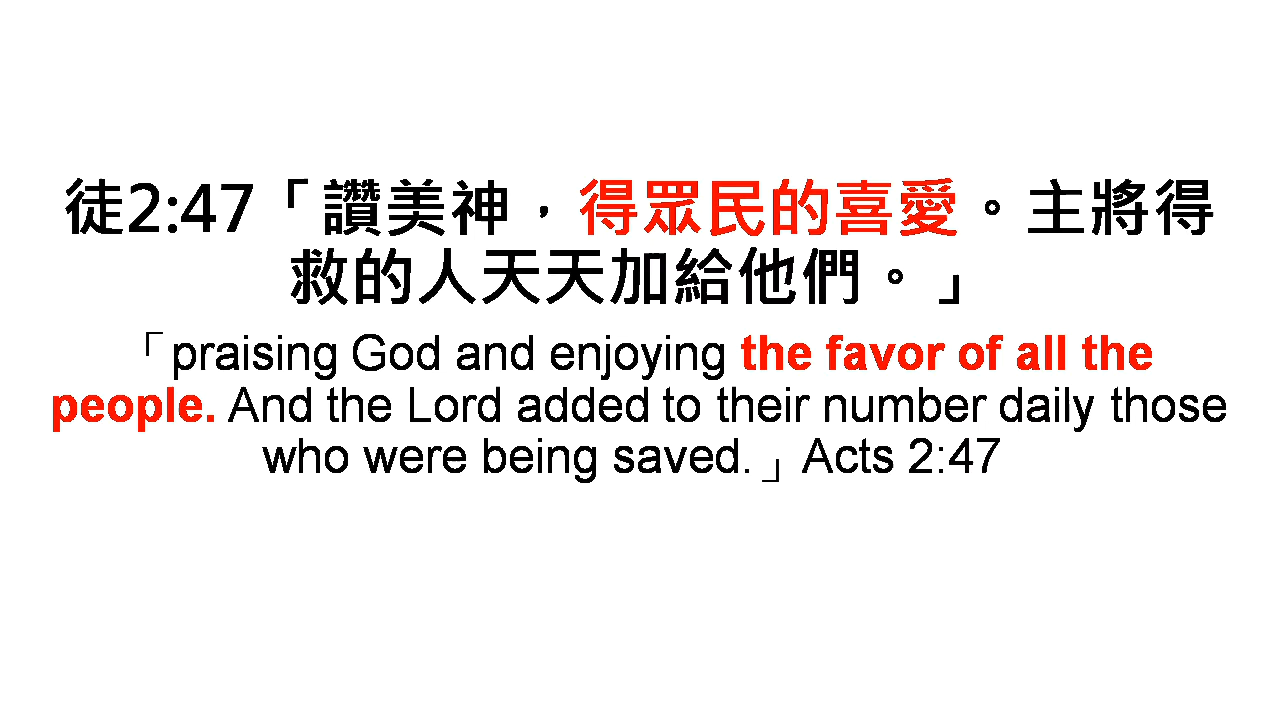 徒2:47「讚美神，得眾民的喜愛。主將得
救的人天天加給他們。」
「praising God and enjoying the favor of all the
people. And the Lord added to their number daily those
who were being saved.」Acts 2:47